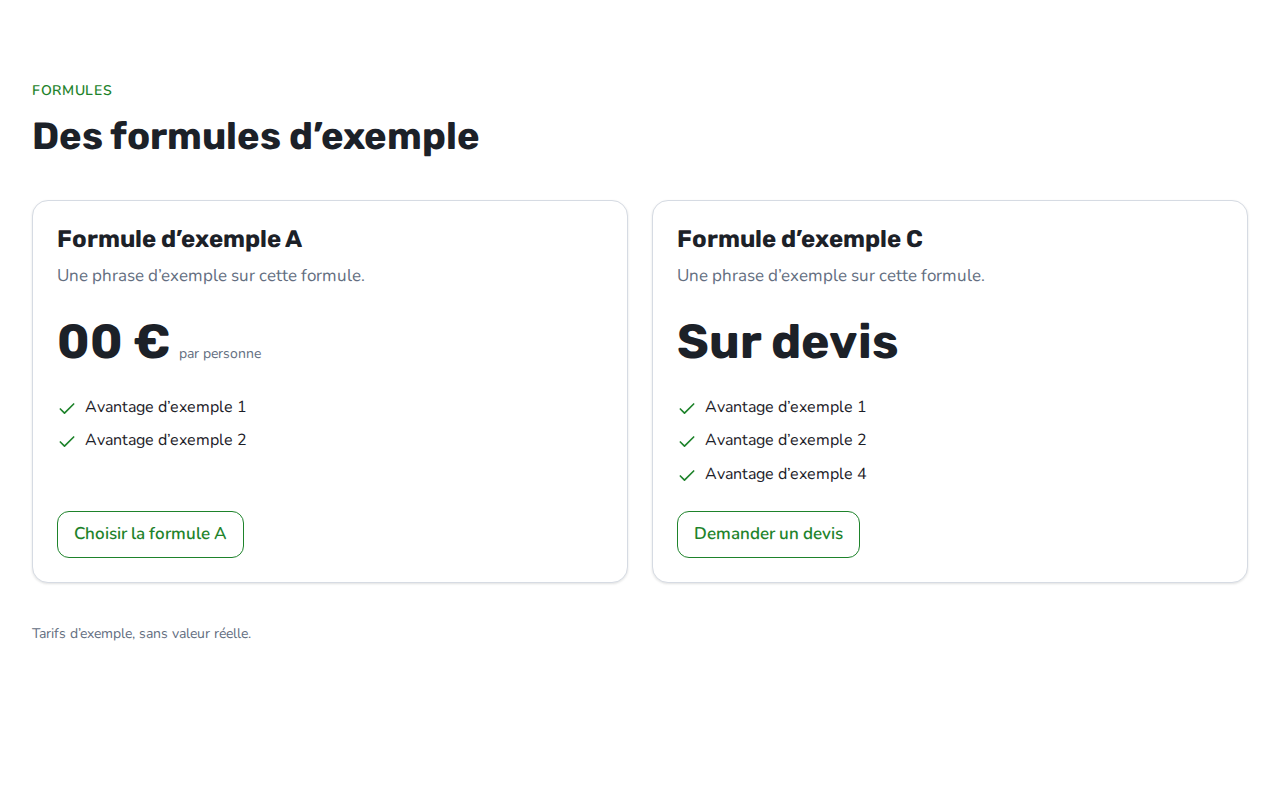 FORMULES
Des formules d’exemple
Formule d’exemple A
Une phrase d’exemple sur cette formule.
00 € par personne
Avantage d’exemple 1
Avantage d’exemple 2
Choisir la formule A
Formule d’exemple C
Une phrase d’exemple sur cette formule.
Sur devis
Avantage d’exemple 1
Avantage d’exemple 2
Avantage d’exemple 4
Demander un devis
Tarifs d’exemple, sans valeur réelle.